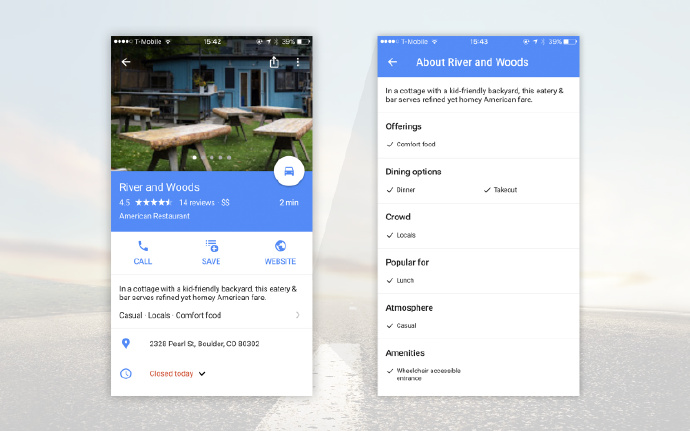 T-Mobile 15:42 39%
River and Woods
4.5 14 reviews · $$ 2 min
American Restaurant
CALL SAVE WEBSITE
In a cottage with a kid-friendly backyard, this eatery &
bar serves refined yet homey American fare.
Casual · Locals · Comfort food
2328 Pearl St, Boulder, CO 80302
Closed today
T-Mobile 15:43 39%
About River and Woods
In a cottage with a kid-friendly backyard, this eatery &
bar serves refined yet homey American fare.
Offerings
Comfort food
Dining options
Dinner Takeout
Crowd
Locals
Popular for
Lunch
Atmosphere
Casual
Amenities
Wheelchair accessible
entrance